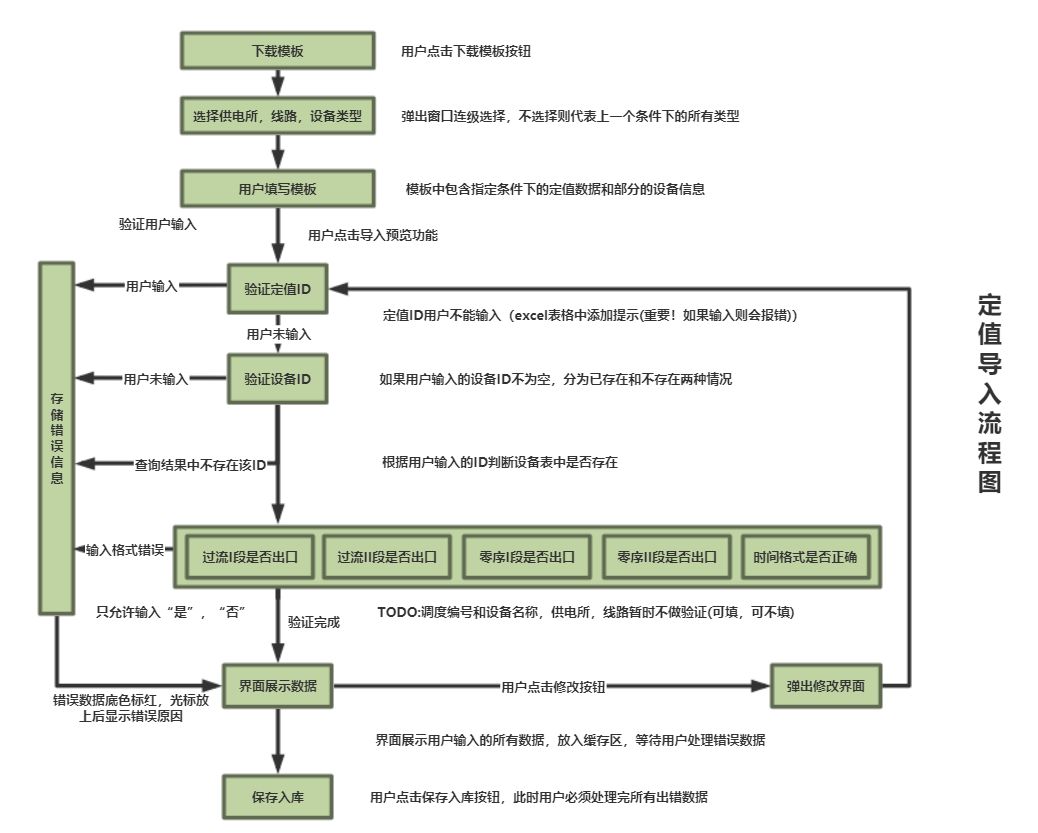 下载模板
用户点击下载模板按钮
选择供电所，线路，设备类型
弹出窗口连级选择，不选择则代表上一个条件下的所有类型
用户填写模板
模板中包含指定条件下的定值数据和部分的设备信息
验证用户输入
用户点击导入预览功能
用户输入
验证定值ID
定值ID用户不能输入（excel表格中添加提示(重要！如果输入则会报错)）
用户未输入
用户未输入
验证设备ID
如果用户输入的设备ID不为空，分为已存在和不存在两种情况
存储错误信息
查询结果中不存在该ID
根据用户输入的ID判断设备表中是否存在
输入格式错误
过流I段是否出口
过流II段是否出口
零序I段是否出口
零序II段是否出口
时间格式是否正确
只允许输入“是”，“否”
验证完成
TODO:调度编号和设备名称，供电所，线路暂时不做验证(可填，可不填)
界面展示数据
用户点击修改按钮
弹出修改界面
错误数据底色标红，光标放
上后显示错误原因
界面展示用户输入的所有数据，放入缓存区，等待用户处理错误数据
保存入库
用户点击保存入库按钮，此时用户必须处理完所有出错数据
定值导入流程图